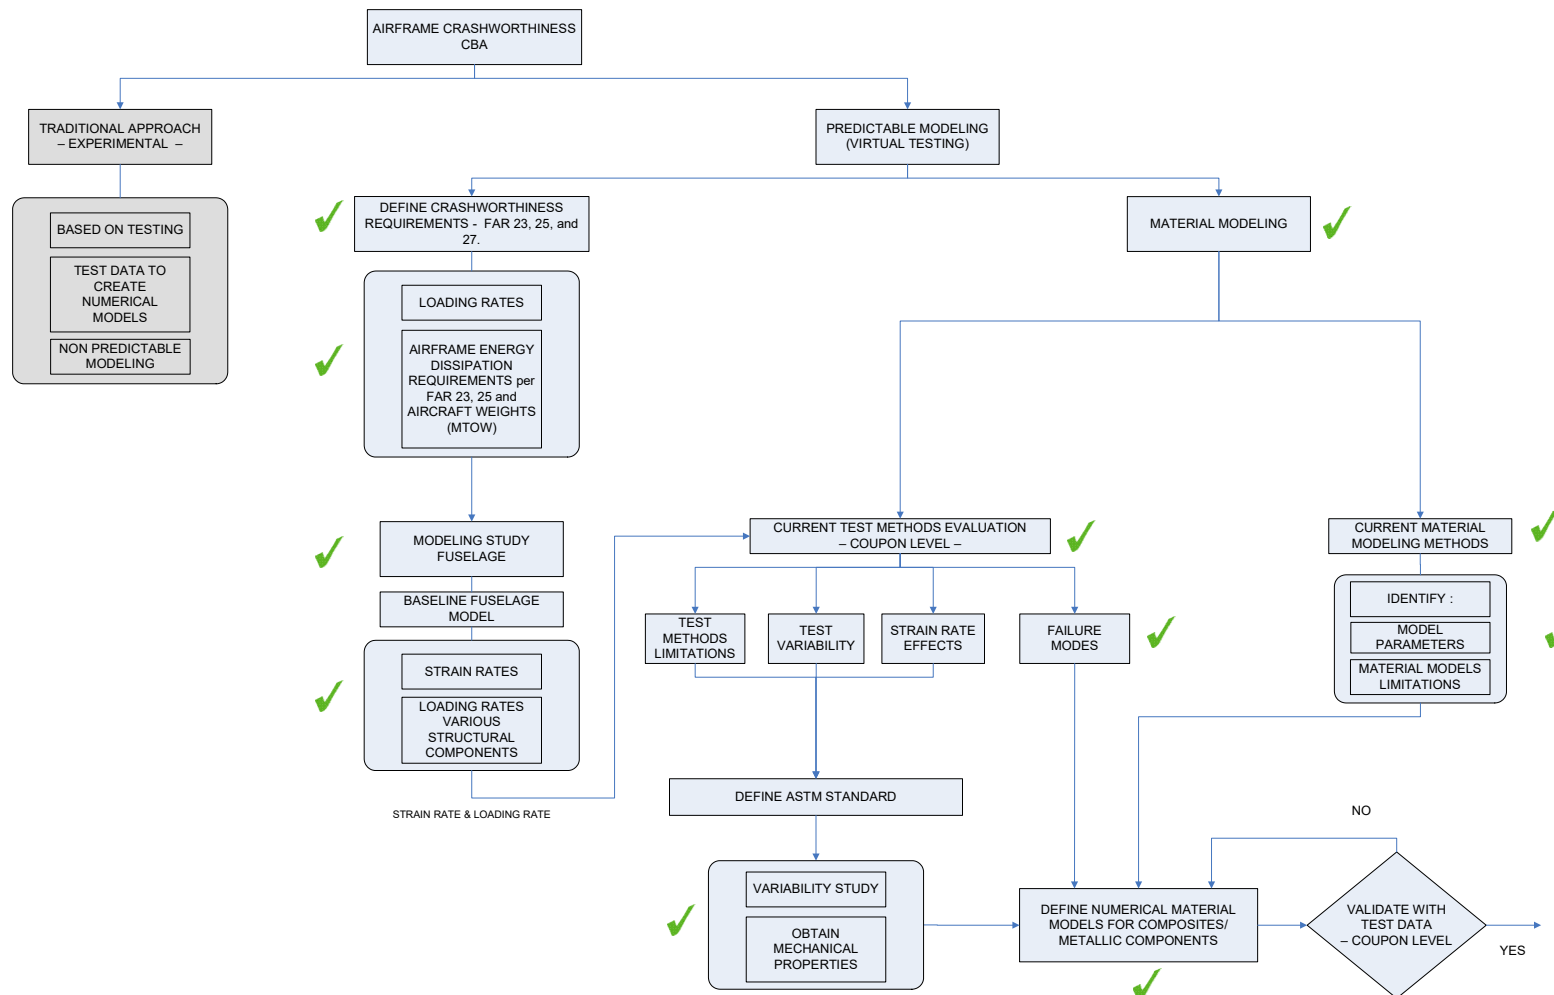 AIRFRAME CRASHWORTHINESS
CBA
TRADITIONAL APPROACH
– EXPERIMENTAL –
PREDICTABLE MODELING
(VIRTUAL TESTING)
BASED ON TESTING
TEST DATA TO
CREATE
NUMERICAL
MODELS
NON PREDICTABLE
MODELING
DEFINE CRASHWORTHINESS
REQUIREMENTS - FAR 23, 25, and
27.
MATERIAL MODELING
LOADING RATES
AIRFRAME ENERGY
DISSIPATION
REQUIREMENTS per
FAR 23, 25 and
AIRCRAFT WEIGHTS
(MTOW)
MODELING STUDY
FUSELAGE
BASELINE FUSELAGE
MODEL
STRAIN RATES
LOADING RATES
VARIOUS
STRUCTURAL
COMPONENTS
STRAIN RATE & LOADING RATE
CURRENT TEST METHODS EVALUATION
– COUPON LEVEL –
TEST
METHODS
LIMITATIONS
TEST
VARIABILITY
STRAIN RATE
EFFECTS
FAILURE
MODES
CURRENT MATERIAL
MODELING METHODS
IDENTIFY :
MODEL
PARAMETERS
MATERIAL MODELS
LIMITATIONS
DEFINE ASTM STANDARD
VARIABILITY STUDY
OBTAIN
MECHANICAL
PROPERTIES
DEFINE NUMERICAL MATERIAL
MODELS FOR COMPOSITES/
METALLIC COMPONENTS
NO
VALIDATE WITH
TEST DATA
– COUPON LEVEL
YES